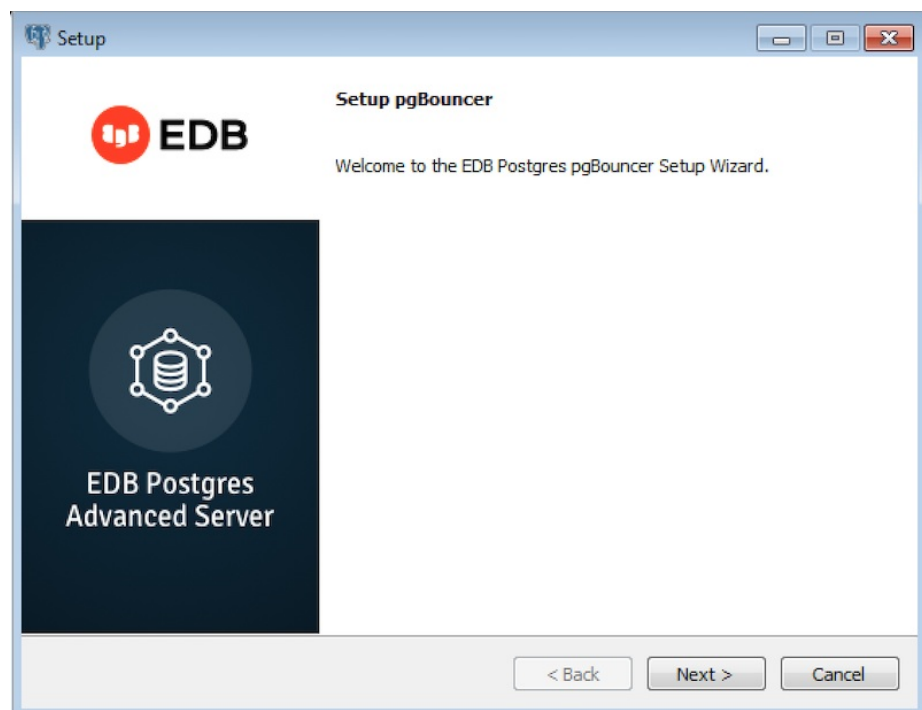 Setup
EDB
Setup pgBouncer
Welcome to the EDB Postgres pgBouncer Setup Wizard.
EDB Postgres
Advanced Server
< Back
Next >
Cancel